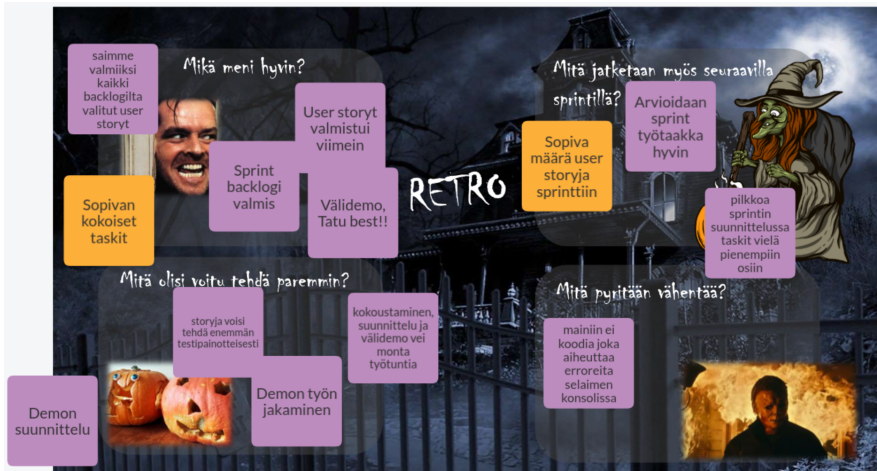 Mikä meni hyvin?
saimme
valmiiksi
kaikki
backlogilta
valitut user
storyt
User storyt
valmistui
viimein
Sprint
backlogi
valmis
Sopivan
kokoiset
taskit
Välidemo,
Tatu best!!
RETRO
Mitä jatketaan myös seuraavilla
sprintillä?
Arvioidaan
sprint
työtaakka
hyvin
Sopiva
määrä user
storyja
sprinttiin
pilkkoa
sprintin
suunnittelussa
taskit vielä
pienempiin
osiin
Mitä olisi voitu tehdä paremmin?
storyja voisi
tehdä enemmän
testipainotteisesti
kokoustaminen,
suunnittelu ja
välidemo vei
monta
työtuntia
Demon työn
jakaminen
Demon
suunnittelu
Mitä pyritään vähentää?
mainiin ei
koodia joka
aiheuttaa
erroreita
selaimen
konsolissa